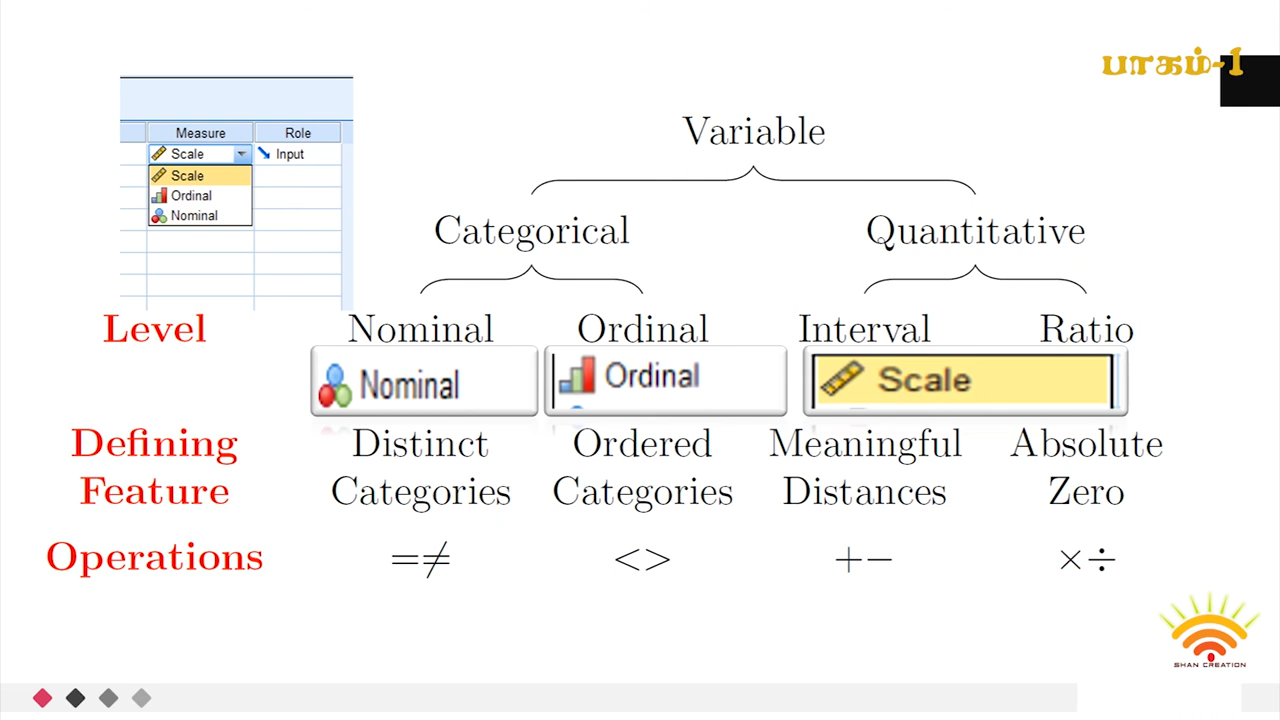 பாகம்-1
Measure Role
Scale Input
Scale
Ordinal
Nominal
Variable
Categorical Quantitative
Level Nominal Ordinal Interval Ratio
Nominal Ordinal Scale
Defining Distinct Ordered Meaningful Absolute
Feature Categories Categories Distances Zero
Operations =≠ <> +− ×÷
SHAN CREATION